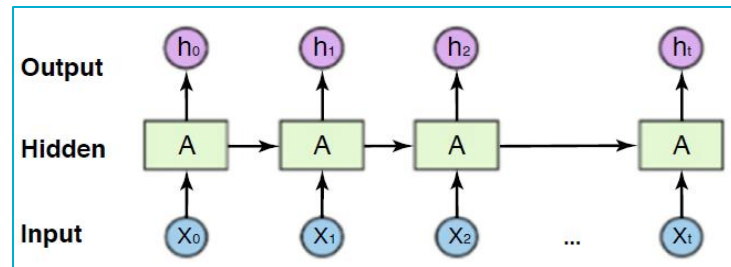 Output h₀ h₁ h₂ hₜ
Hidden A A A A
Input X₀ X₁ X₂ ... Xₜ